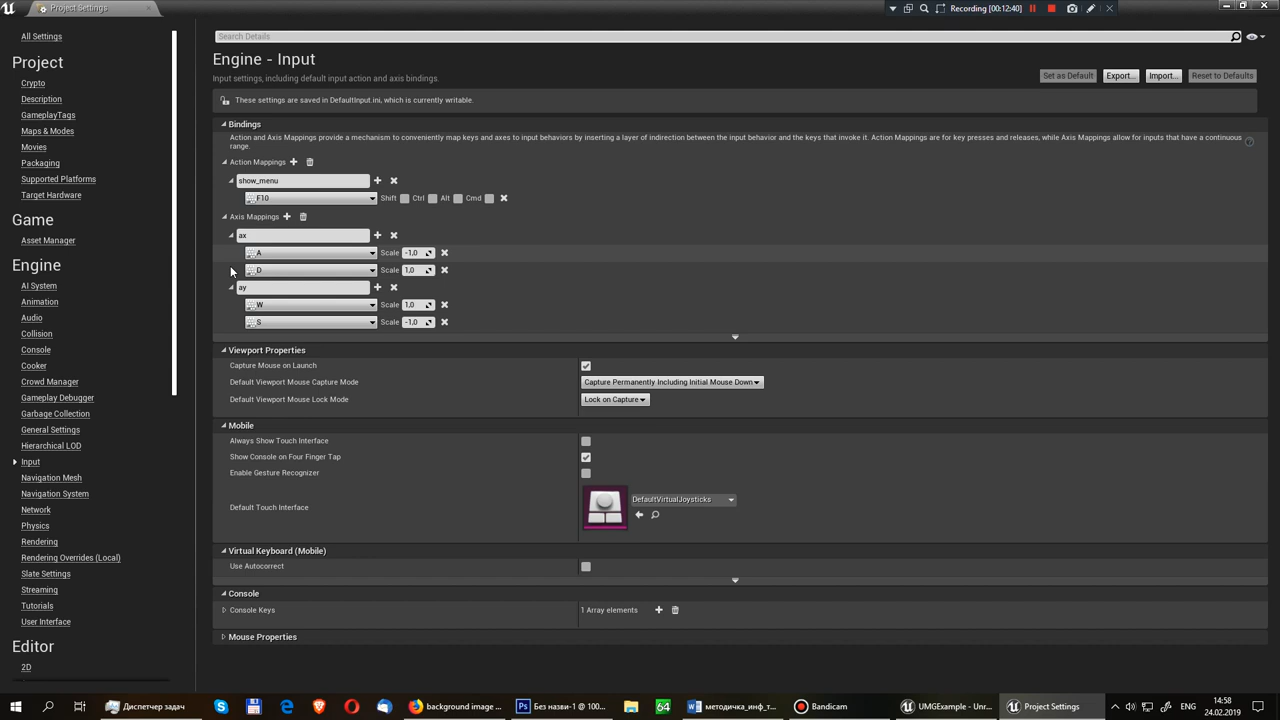 Project Settings
Recording [00:12:40]
All Settings
Project
Crypto
Description
GameplayTags
Maps & Modes
Movies
Packaging
Supported Platforms
Target Hardware
Game
Asset Manager
Engine
AI System
Animation
Audio
Collision
Console
Cooker
Crowd Manager
Gameplay Debugger
Garbage Collection
General Settings
Hierarchical LOD
Input
Navigation Mesh
Navigation System
Network
Physics
Rendering
Rendering Overrides (Local)
Slate Settings
Streaming
Tutorials
User Interface
Editor
2D
Search Details
Engine - Input
Input settings, including default input action and axis bindings.
Set as Default
Export...
Import...
Reset to Defaults
These settings are saved in DefaultInput.ini, which is currently writable.
Bindings
Action and Axis Mappings provide a mechanism to conveniently map keys and axes to input behaviors by inserting a layer of indirection between the input behavior and the keys that invoke it. Action Mappings are for key presses and releases, while Axis Mappings allow for inputs that have a continuous
range.
Action Mappings
show_menu
F10 Shift Ctrl Alt Cmd
Axis Mappings
ax
A Scale -1,0
D Scale 1,0
ay
W Scale 1,0
S Scale -1,0
Viewport Properties
Capture Mouse on Launch
Default Viewport Mouse Capture Mode Capture Permanently Including Initial Mouse Down
Default Viewport Mouse Lock Mode Lock on Capture
Mobile
Always Show Touch Interface
Show Console on Four Finger Tap
Enable Gesture Recognizer
Default Touch Interface DefaultVirtualJoysticks
Virtual Keyboard (Mobile)
Use Autocorrect
Console
Console Keys 1 Array elements
Mouse Properties
Диспетчер задач
background image ...
Без назви-1 @ 100...
64
методичка_инф_т...
Bandicam
UMGExample - Unr...
Project Settings
14:58
24.02.2019